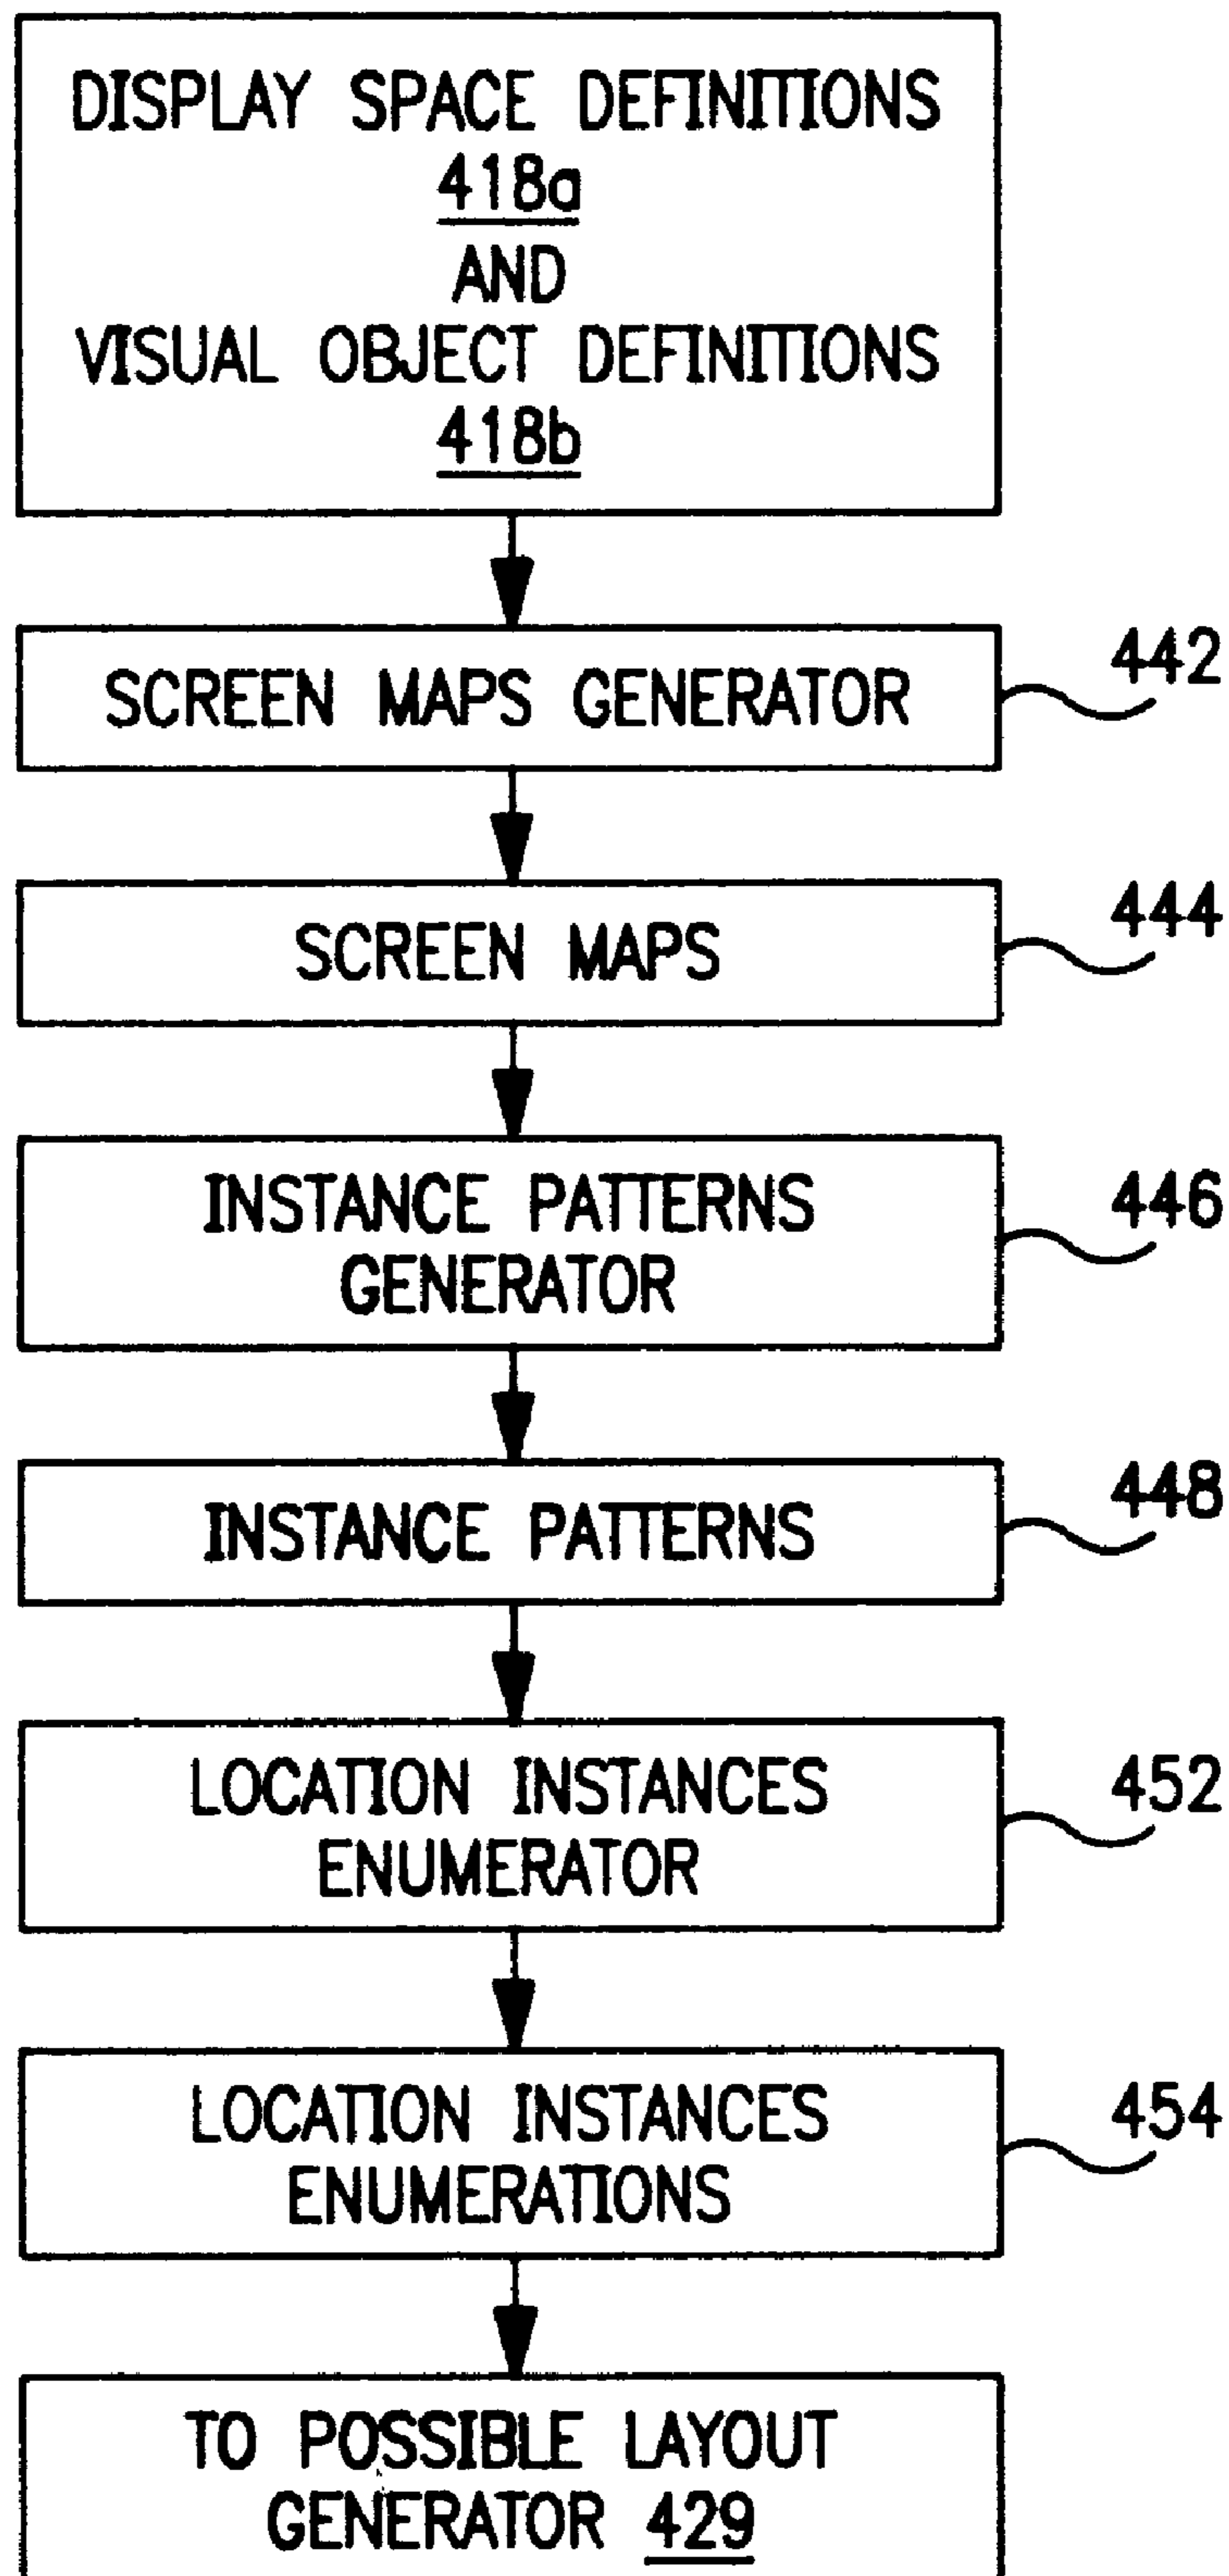 DISPLAY SPACE DEFINITIONS
418a
AND
VISUAL OBJECT DEFINITIONS
418b
SCREEN MAPS GENERATOR
442
SCREEN MAPS
444
INSTANCE PATTERNS
GENERATOR
446
INSTANCE PATTERNS
448
LOCATION INSTANCES
ENUMERATOR
452
LOCATION INSTANCES
ENUMERATIONS
454
TO POSSIBLE LAYOUT
GENERATOR 429